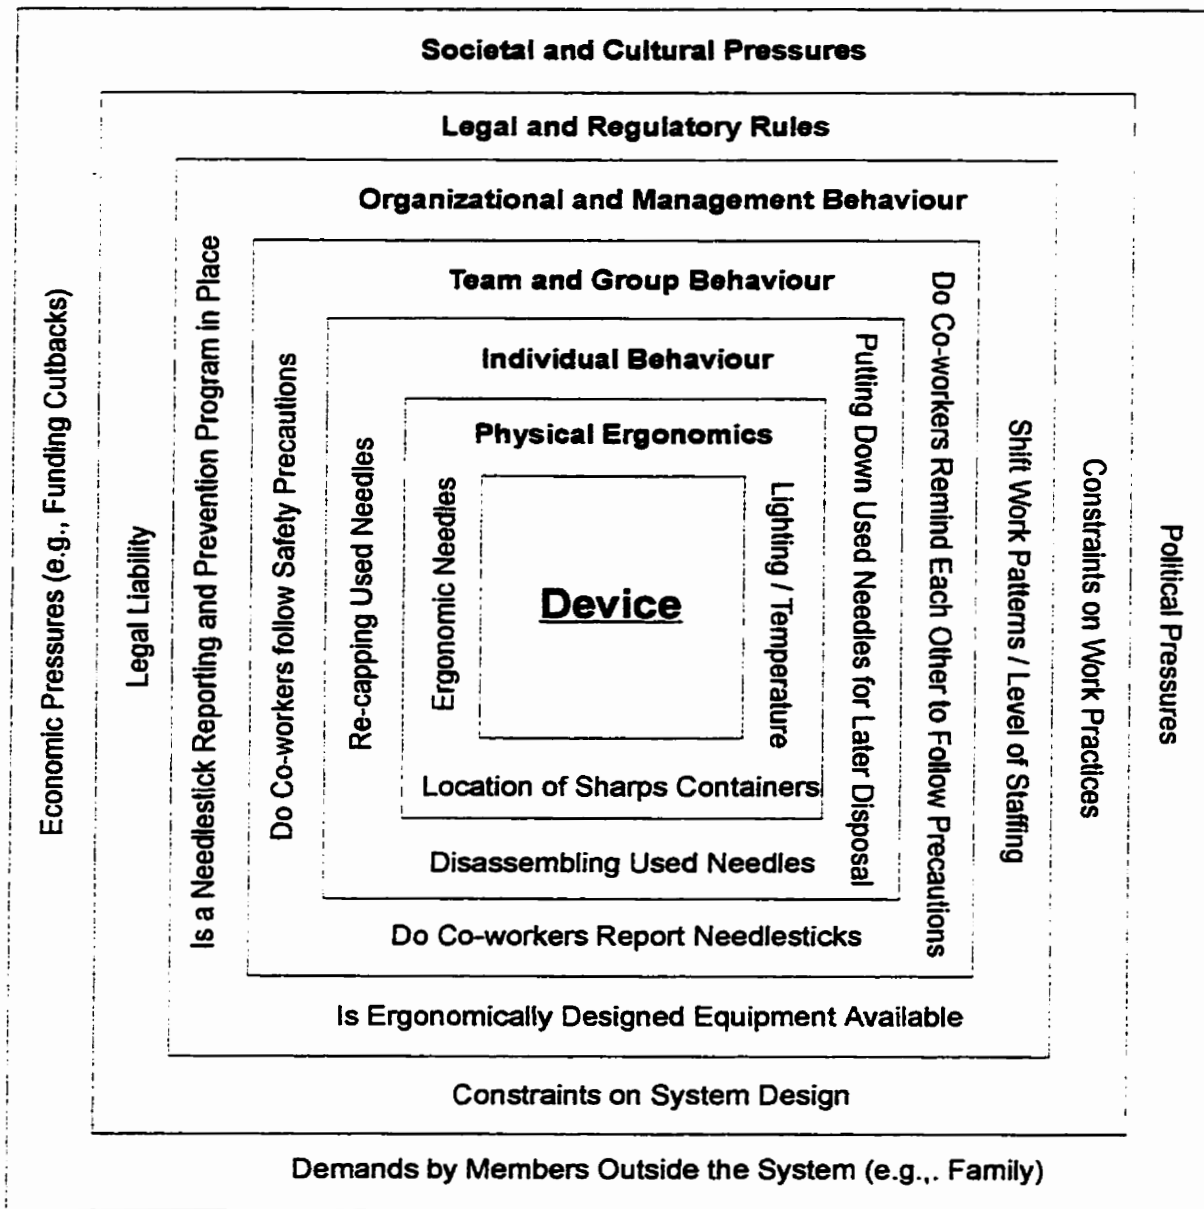 Societal and Cultural Pressures
Legal and Regulatory Rules
Organizational and Management Behaviour
Team and Group Behaviour
Individual Behaviour
Physical Ergonomics
Device
Economic Pressures (e.g., Funding Cutbacks)
Legal Liability
Is a Needlestick Reporting and Prevention Program in Place
Do Co-workers follow Safety Precautions
Re-capping Used Needles
Ergonomic Needles
Lighting / Temperature
Putting Down Used Needles for Later Disposal
Do Co-workers Remind Each Other to Follow Precautions
Shift Work Patterns / Level of Staffing
Constraints on Work Practices
Political Pressures
Location of Sharps Containers
Disassembling Used Needles
Do Co-workers Report Needlesticks
Is Ergonomically Designed Equipment Available
Constraints on System Design
Demands by Members Outside the System (e.g.,. Family)